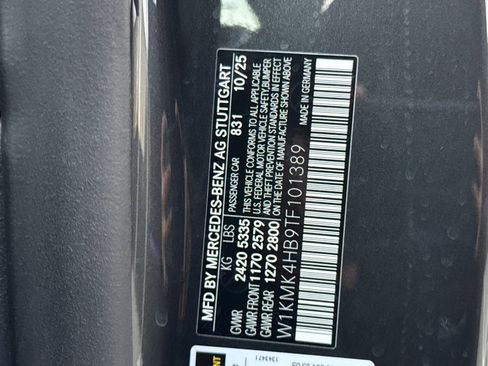 MFD BY MERCEDES-BENZ AG STUTTGART
PASSENGER CAR 831 10/25
KG LBS
GVWR 2420 5335
GAWR FRONT 1170 2579
GAWR REAR 1270 2800
THIS VEHICLE CONFORMS TO ALL APPLICABLE
U.S. FEDERAL MOTOR VEHICLE SAFETY,BUMPER
AND THEFT PREVENTION STANDARDS IN EFFECT
ON THE DATE OF MANUFACTURE SHOWN ABOVE
W1KMK4HB9TF101389
MADE IN GERMANY
1343471